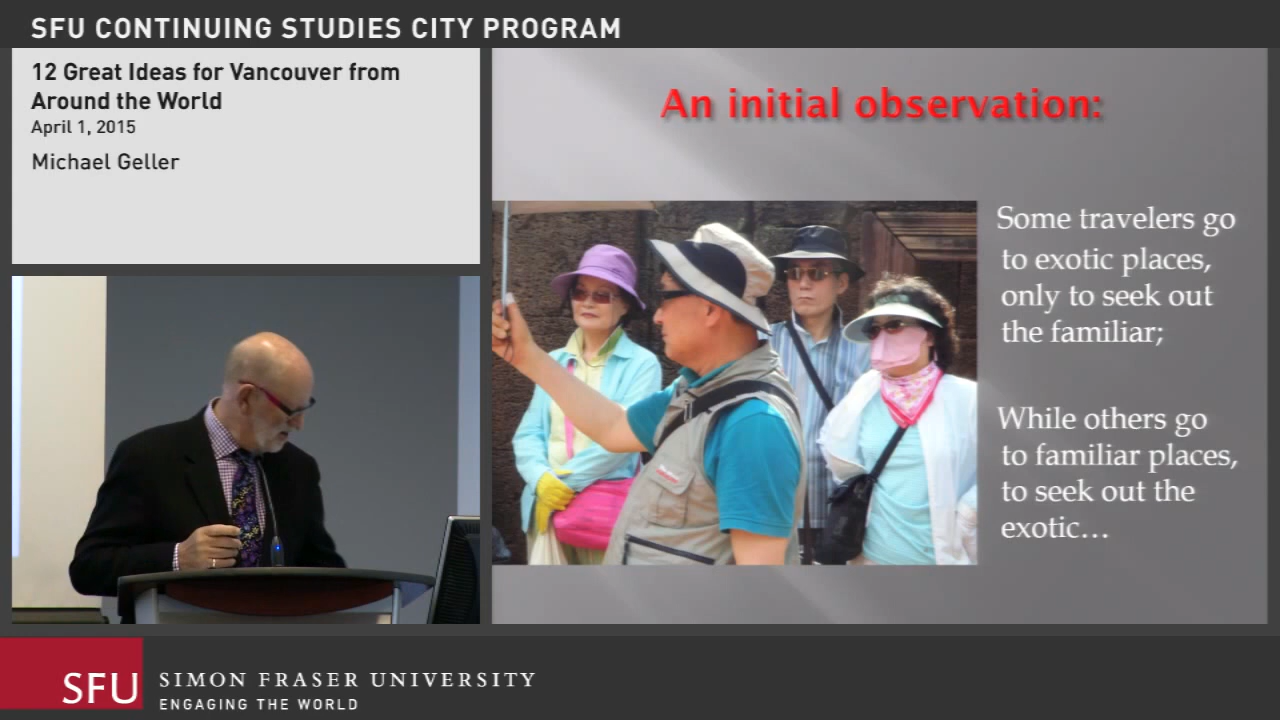 SFU CONTINUING STUDIES CITY PROGRAM
12 Great Ideas for Vancouver from
Around the World
April 1, 2015
Michael Geller
An initial observation:
Some travelers go
to exotic places,
only to seek out
the familiar;
While others go
to familiar places,
to seek out the
exotic…
SFU
SIMON FRASER UNIVERSITY
ENGAGING THE WORLD